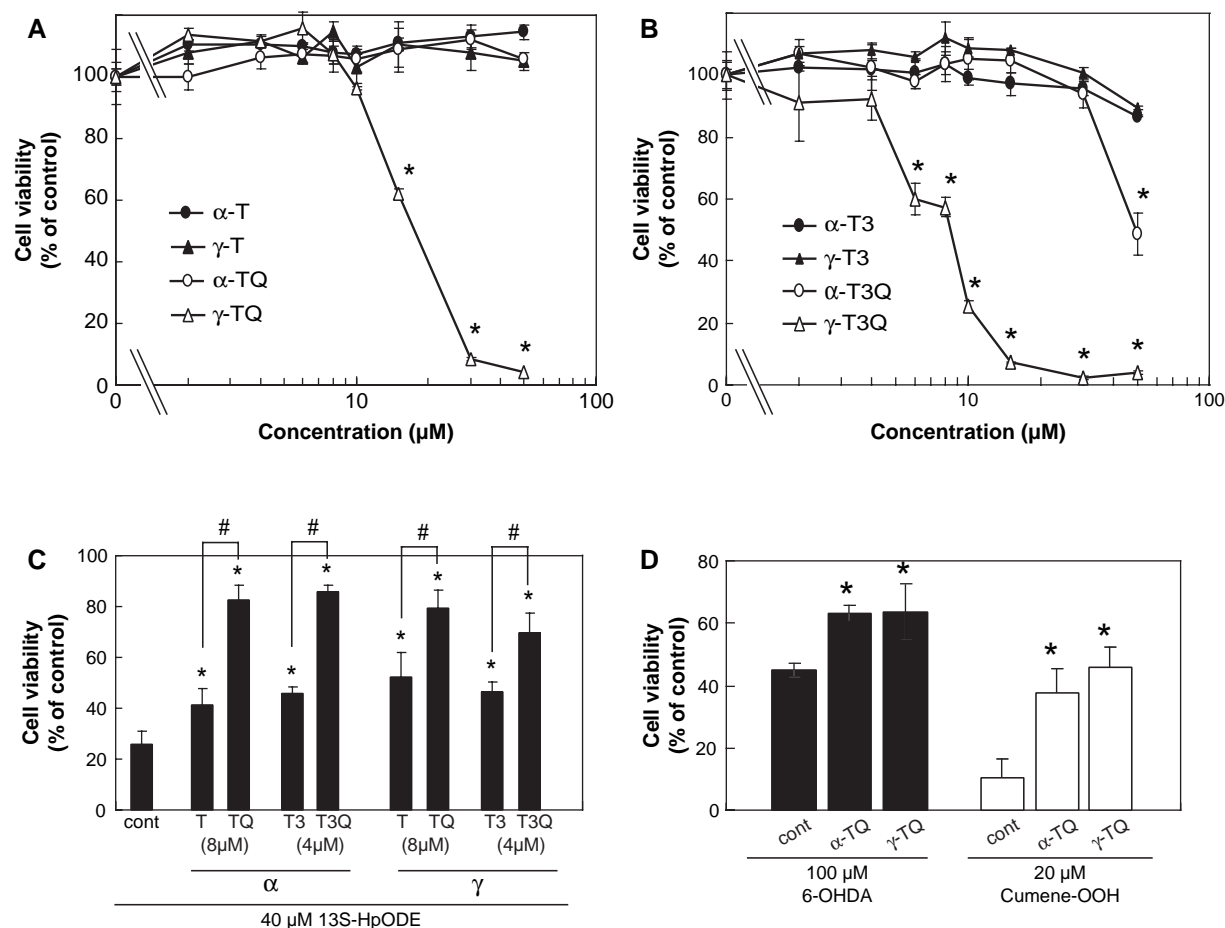 A
100
80
60
40
20
0
Cell viability
(% of control)
α-T
γ-T
α-TQ
γ-TQ
*
*
*
0
10
100
Concentration (µM)
B
100
80
60
40
20
0
Cell viability
(% of control)
α-T3
γ-T3
α-T3Q
γ-T3Q
*
*
*
*
*
*
*
0
10
100
Concentration (µM)
C
100
80
60
40
20
0
Cell viability
(% of control)
# # # #
* * * * * * * *
cont T TQ T3 T3Q T TQ T3 T3Q
(8µM) (4µM) (8µM) (4µM)
α γ
40 µM 13S-HpODE
D
80
60
40
20
0
Cell viability
(% of control)
* * * *
cont α-TQ γ-TQ cont α-TQ γ-TQ
100 µM 20 µM
6-OHDA Cumene-OOH